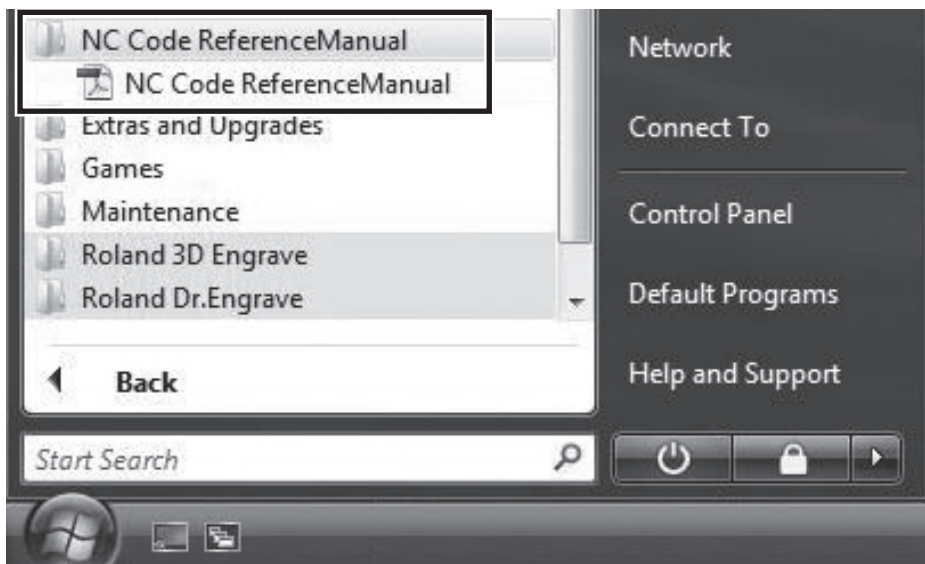 NC Code ReferenceManual
NC Code ReferenceManual
Extras and Upgrades
Games
Maintenance
Roland 3D Engrave
Roland Dr.Engrave
Back
Start Search
Network
Connect To
Control Panel
Default Programs
Help and Support